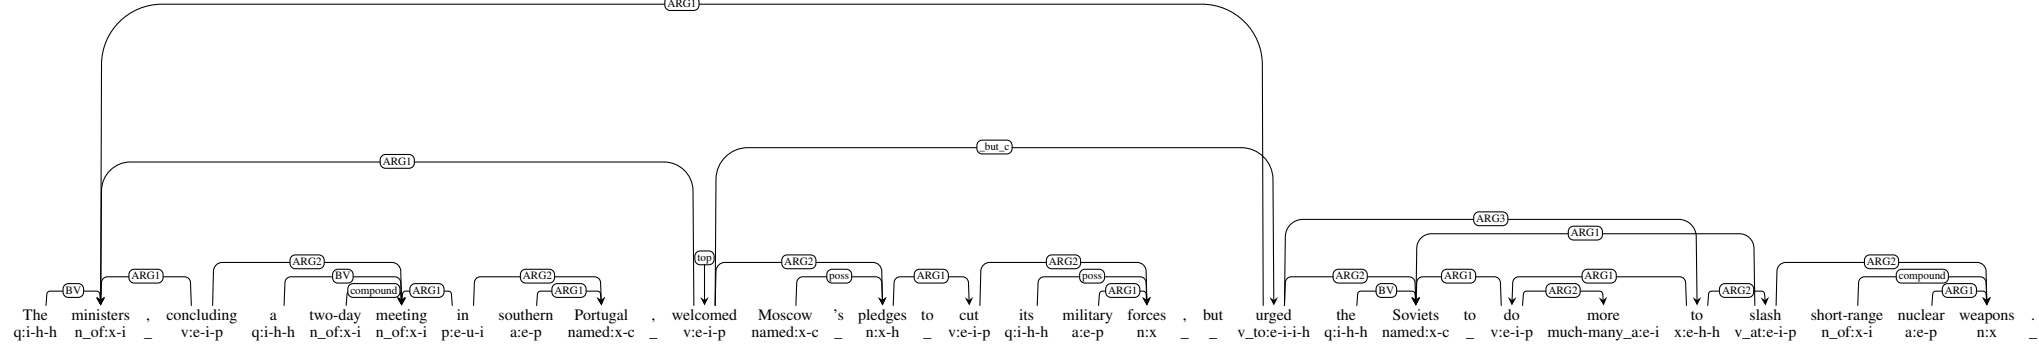 ARG1
_but_c
ARG1
ARG3
ARG1
top
ARG2 ARG2 ARG2 ARG2 ARG2
ARG1 BV poss poss ARG2 ARG1 ARG1 compound
BV compound ARG1 ARG1 ARG1 ARG1 BV ARG2 ARG2 ARG1
The ministers , concluding a two-day meeting in southern Portugal , welcomed Moscow 's pledges to cut its military forces , but urged the Soviets to do more to slash short-range nuclear weapons .
q:i-h-h n_of:x-i _ v:e-i-p q:i-h-h n_of:x-i n_of:x-i p:e-u-i a:e-p named:x-c _ v:e-i-p named:x-c _ n:x-h _ v:e-i-p q:i-h-h a:e-p n:x _ _ v_to:e-i-i-h q:i-h-h named:x-c _ v:e-i-p much-many_a:e-i x:e-h-h v_at:e-i-p n_of:x-i a:e-p n:x _